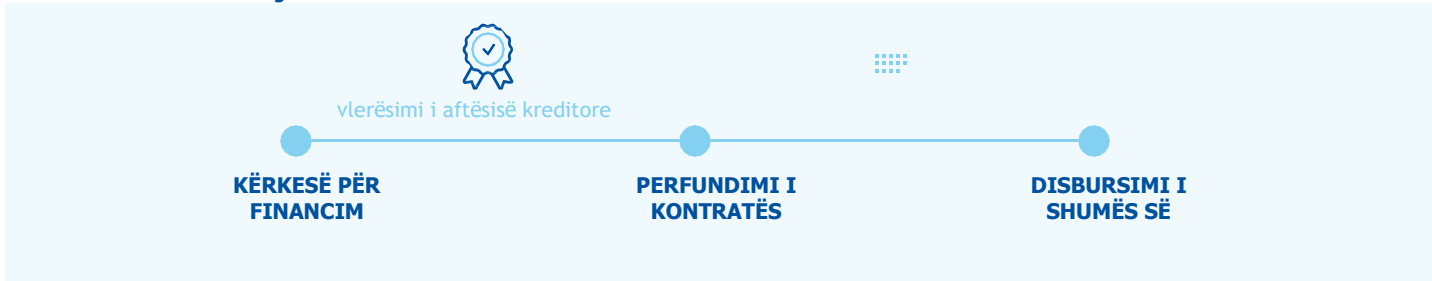 vlerësimi i aftësisë kreditore
KËRKESË PËR
FINANCIM
PERFUNDIMI I
KONTRATËS
DISBURSIMI I
SHUMËS SË